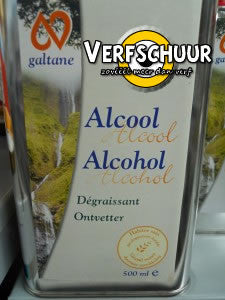 galtane
VERFSCHUUR
zoveel meer dan verf
Alcool
Alcool
Alcohol
Alcohol
Dégraissant
Ontvetter
500 ml e